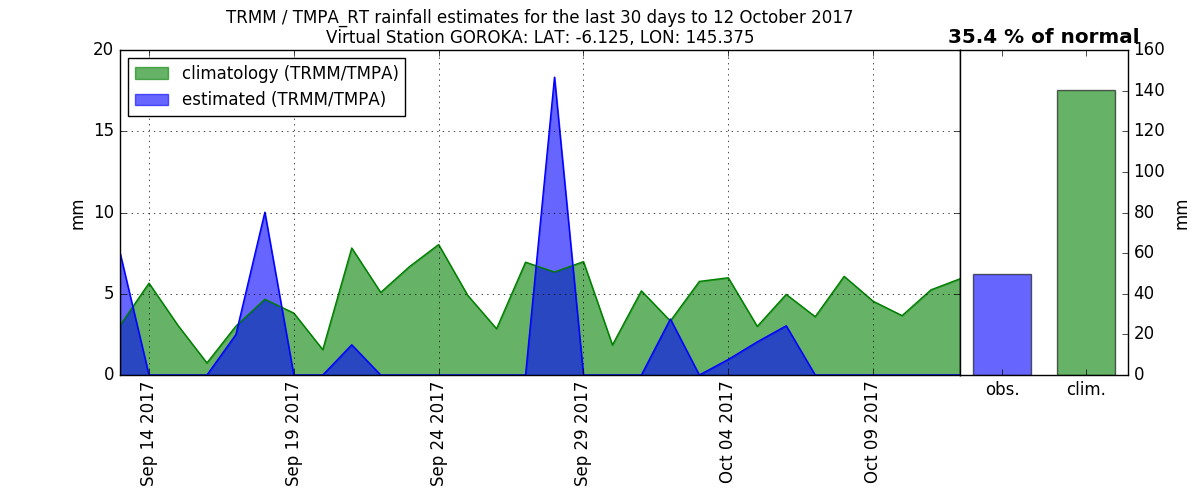 TRMM / TMPA_RT rainfall estimates for the last 30 days to 12 October 2017
Virtual Station GOROKA: LAT: -6.125, LON: 145.375
35.4 % of normal
climatology (TRMM/TMPA)
estimated (TRMM/TMPA)
20
15
10
5
0
mm
160
140
120
100
80
60
40
20
0
mm
Sep 14 2017
Sep 19 2017
Sep 24 2017
Sep 29 2017
Oct 04 2017
Oct 09 2017
obs.
clim.